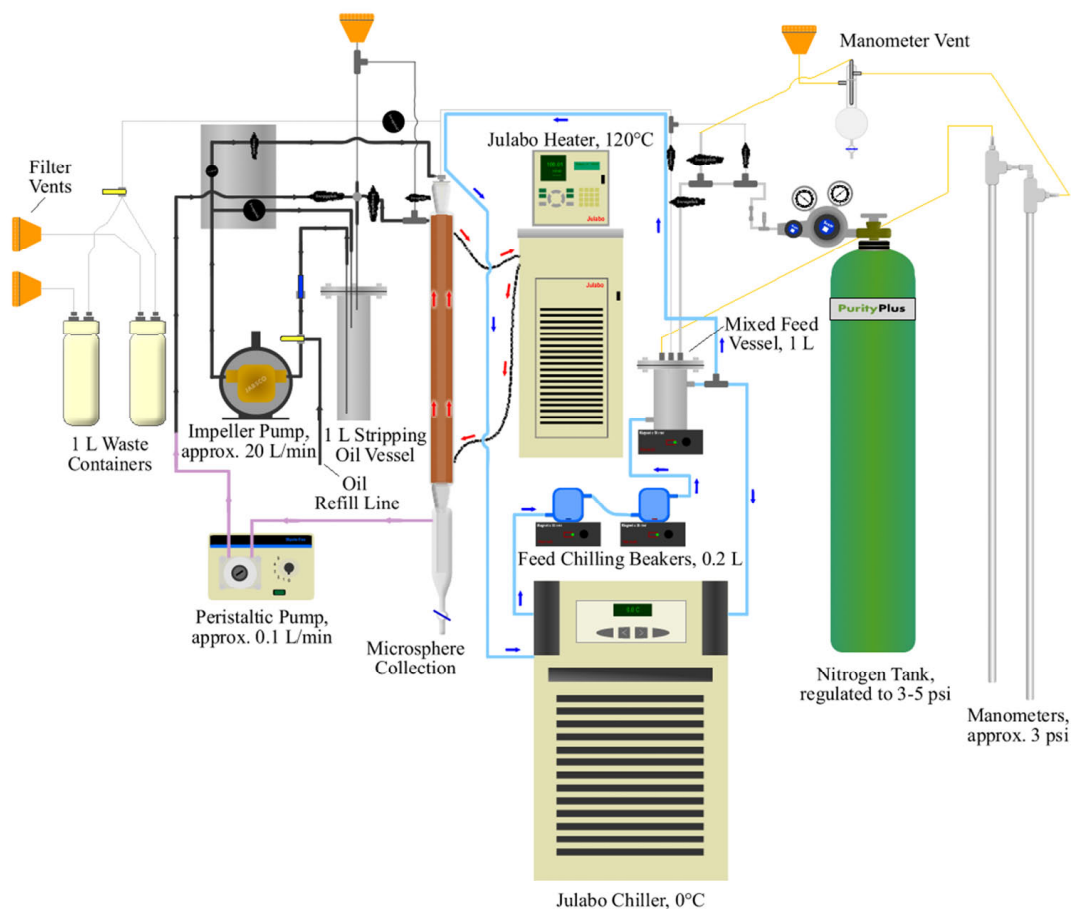 Manometer Vent
Julabo Heater, 120°C
Julabo
Filter
Vents
Julabo
PurityPlus
Mixed Feed
Vessel, 1 L
JABSCO
1 L Waste
Containers
Impeller Pump,
approx. 20 L/min
1 L Stripping
Oil Vessel
Oil
Refill Line
Feed Chilling Beakers, 0.2 L
Peristaltic Pump,
approx. 0.1 L/min
Microsphere
Collection
Nitrogen Tank,
regulated to 3-5 psi
Manometers,
approx. 3 psi
Julabo Chiller, 0°C